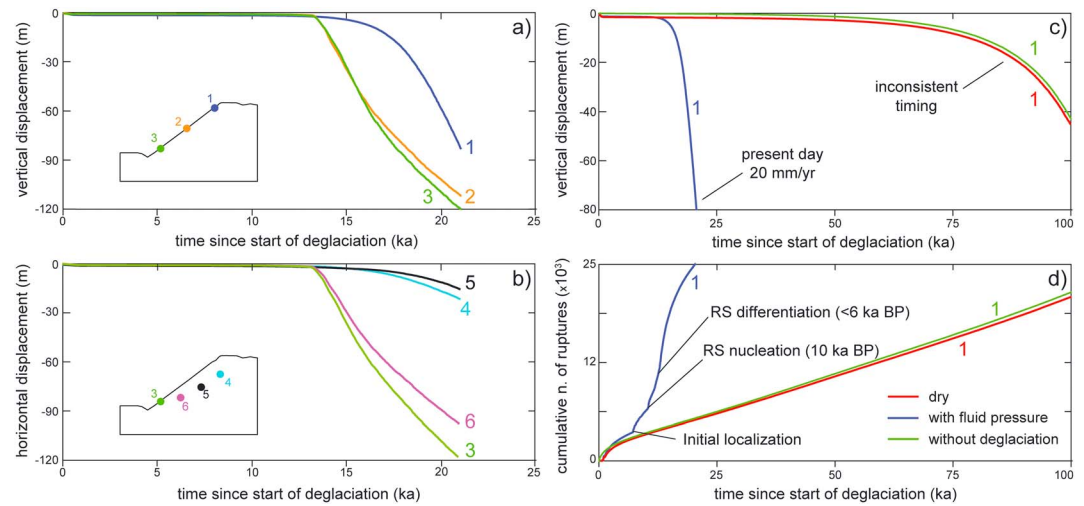 a)
vertical displacement (m)
0
-30
-60
-90
-120
1
2
3
1
2
3
0
5
10
15
20
25
time since start of deglaciation (ka)
b)
horizontal displacement (m)
0
-30
-60
-90
-120
3
6
5
4
5
4
6
3
0
5
10
15
20
25
time since start of deglaciation (ka)
c)
vertical displacement (m)
0
-20
-40
-60
-80
1
1
1
inconsistent
timing
present day
20 mm/yr
0
25
50
75
100
time since start of deglaciation (ka)
d)
cumulative n. of ruptures (x10³)
25
12
0
1
1
1
RS differentiation (<6 ka BP)
RS nucleation (10 ka BP)
Initial localization
dry
with fluid pressure
without deglaciation
0
25
50
75
100
time since start of deglaciation (ka)